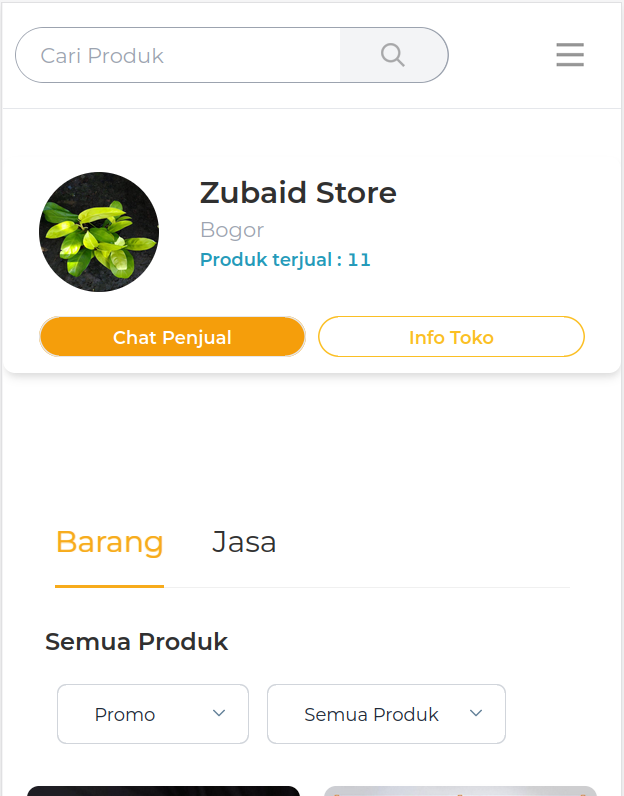 Cari Produk
Zubaid Store
Bogor
Produk terjual : 11
Chat Penjual
Info Toko
Barang
Jasa
Semua Produk
Promo
Semua Produk